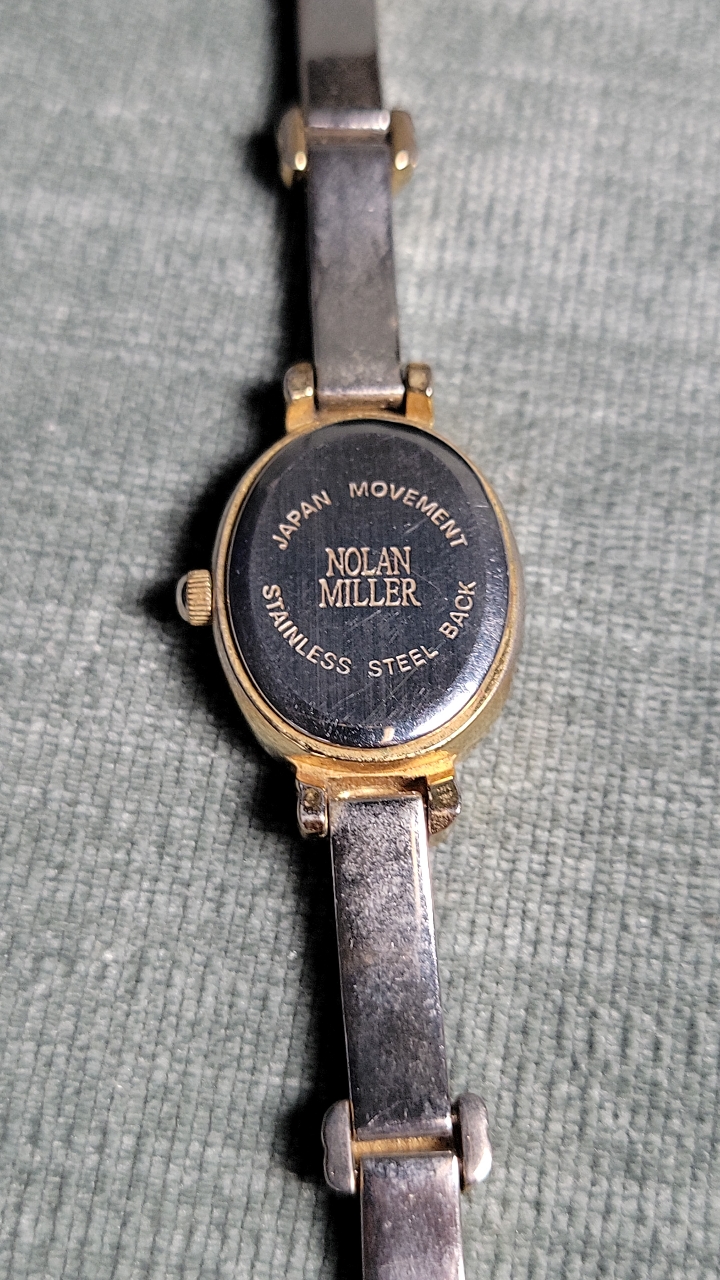 JAPAN MOVEMENT
NOLAN
MILLER
STAINLESS STEEL BACK